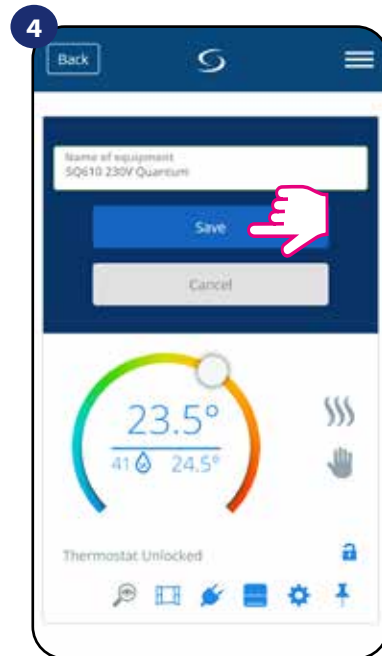 4
Back
Name of equipment
SQ610 230V Quantum
Save
Cancel
23.5°
41 24.5°
Thermostat Unlocked